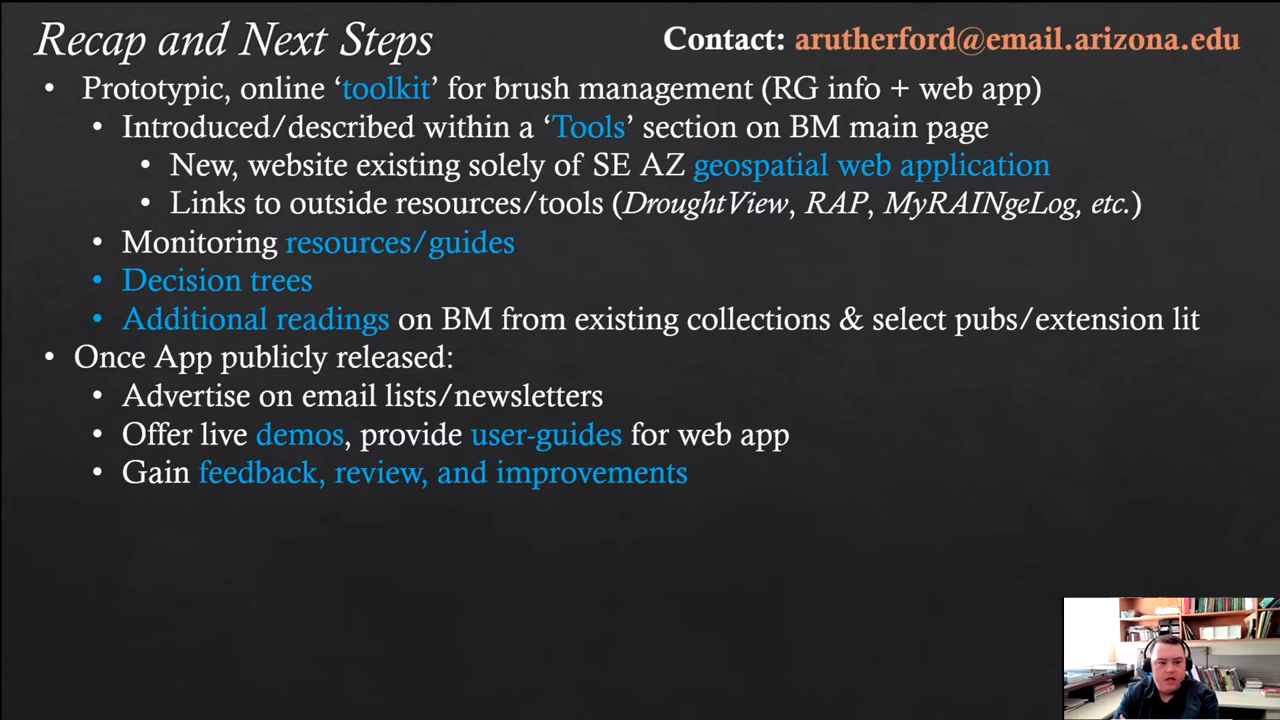 Recap and Next Steps
Contact: arutherford@email.arizona.edu
• Prototypic, online ‘toolkit’ for brush management (RG info + web app)
• Introduced/described within a ‘Tools’ section on BM main page
• New, website existing solely of SE AZ geospatial web application
• Links to outside resources/tools (DroughtView, RAP, MyRAINgeLog, etc.)
• Monitoring resources/guides
• Decision trees
• Additional readings on BM from existing collections & select pubs/extension lit
• Once App publicly released:
• Advertise on email lists/newsletters
• Offer live demos, provide user-guides for web app
• Gain feedback, review, and improvements